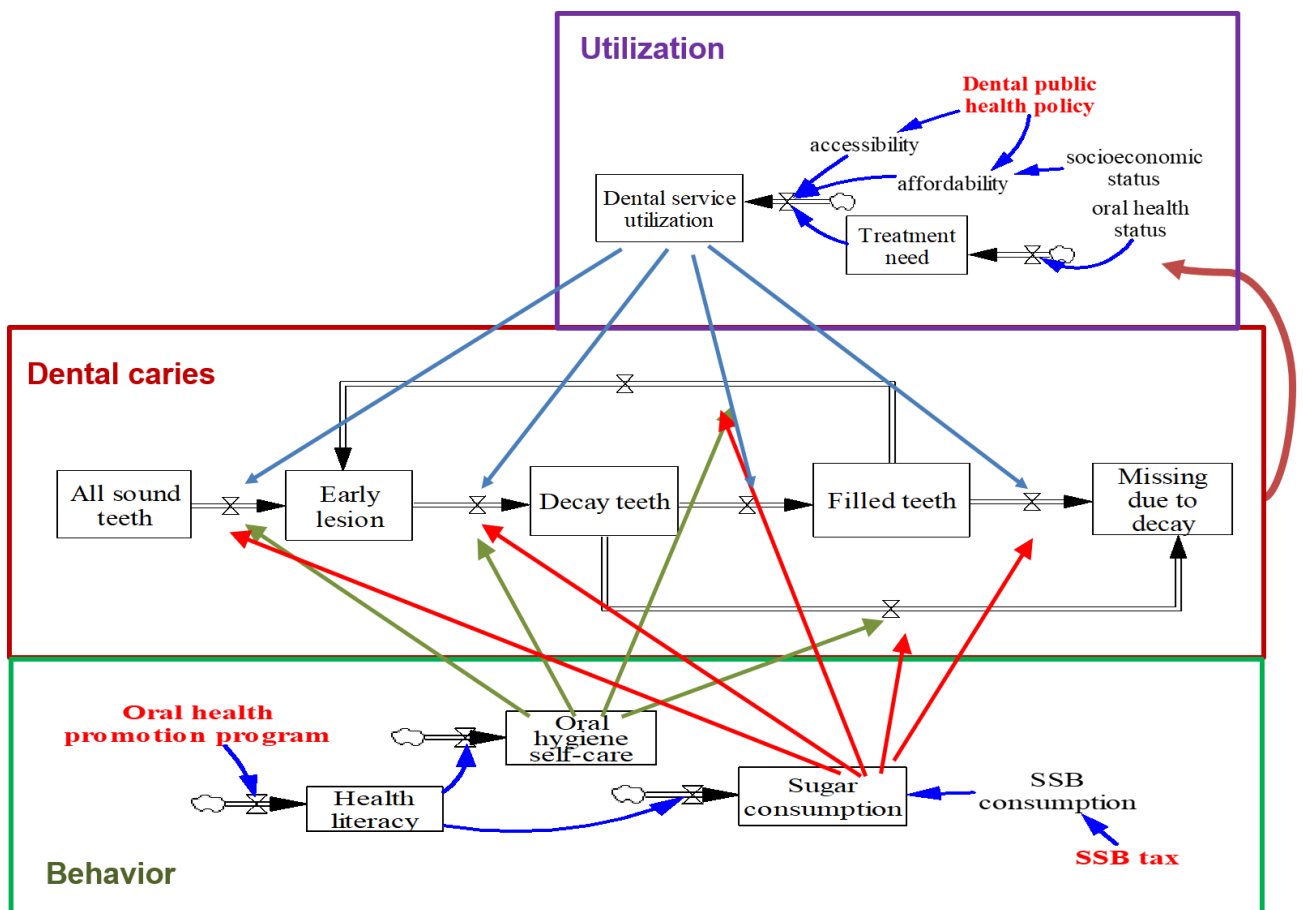 Utilization
Dental public
health policy
accessibility
socioeconomic
status
affordability
Dental service
utilization
oral health
status
Treatment
need
Dental caries
All sound
teeth
Early
lesion
Decay teeth
Filled teeth
Missing
due to
decay
Oral health
promotion program
Oral
hygiene
self-care
Health
literacy
Sugar
consumption
SSB
consumption
SSB tax
Behavior